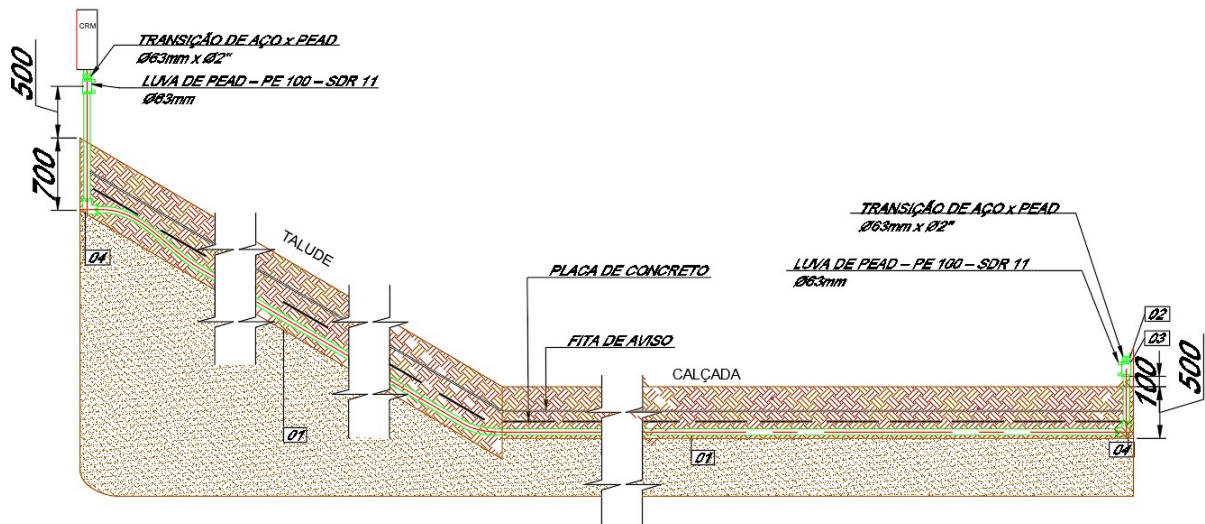 CRM
TRANSIÇÃO DE AÇO x PEAD
Ø63mm x Ø2"
LUVA DE PEAD – PE 100 – SDR 11
Ø63mm
500
700
04
TALUDE
01
PLACA DE CONCRETO
FITA DE AVISO
CALÇADA
TRANSIÇÃO DE AÇO x PEAD
Ø63mm x Ø2"
LUVA DE PEAD – PE 100 – SDR 11
Ø63mm
02
03
100
500
01
04